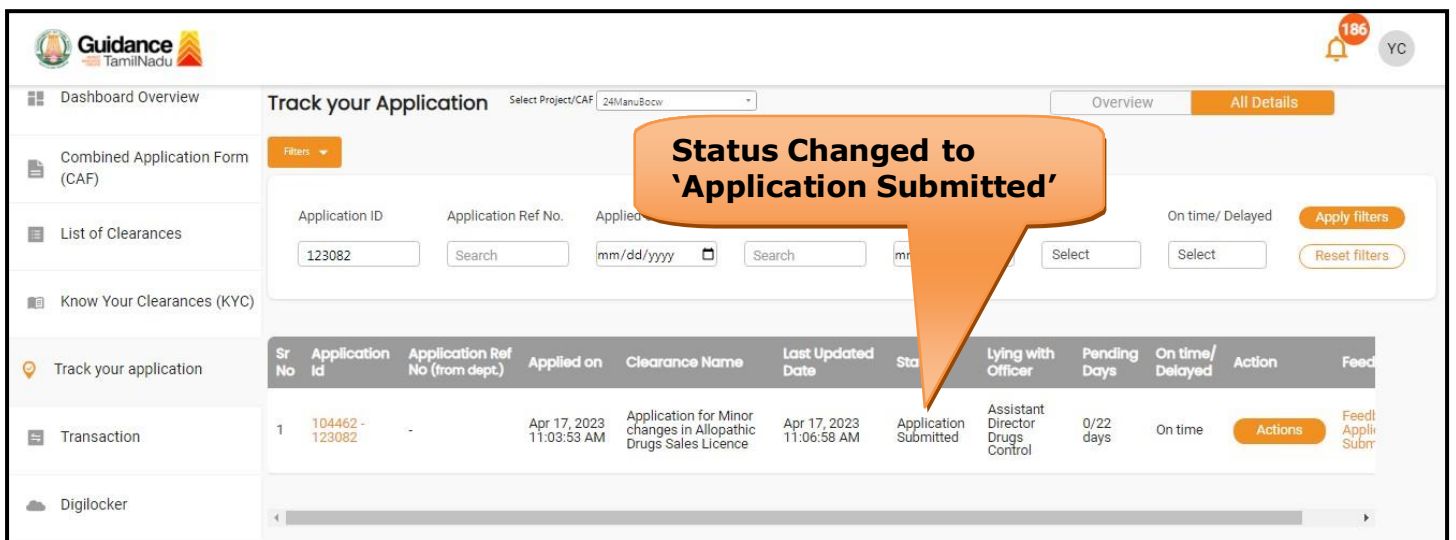 Guidance
TamilNadu
186
YC
Dashboard Overview
Track your Application Select Project/CAF 24ManuBocw Overview All Details
Combined Application Form
(CAF)
Filters
Status Changed to
‘Application Submitted’
List of Clearances
Application ID Application Ref No. Applied On time/ Delayed Apply filters
123082 Search mm/dd/yyyy Search Select Select Reset filters
Know Your Clearances (KYC)
Track your application
Sr
No
Application
Id
Application Ref
No (from dept.)
Applied on
Clearance Name
Last Updated
Date
Lying with
Officer
Pending
Days
On time/
Delayed
Action
1
104462 -
123082
-
Apr 17, 2023
11:03:53 AM
Application for Minor
changes in Allopathic
Drugs Sales Licence
Apr 17, 2023
11:06:58 AM
Application
Submitted
Assistant
Director
Drugs
Control
0/22
days
On time
Actions
Transaction
Digilocker